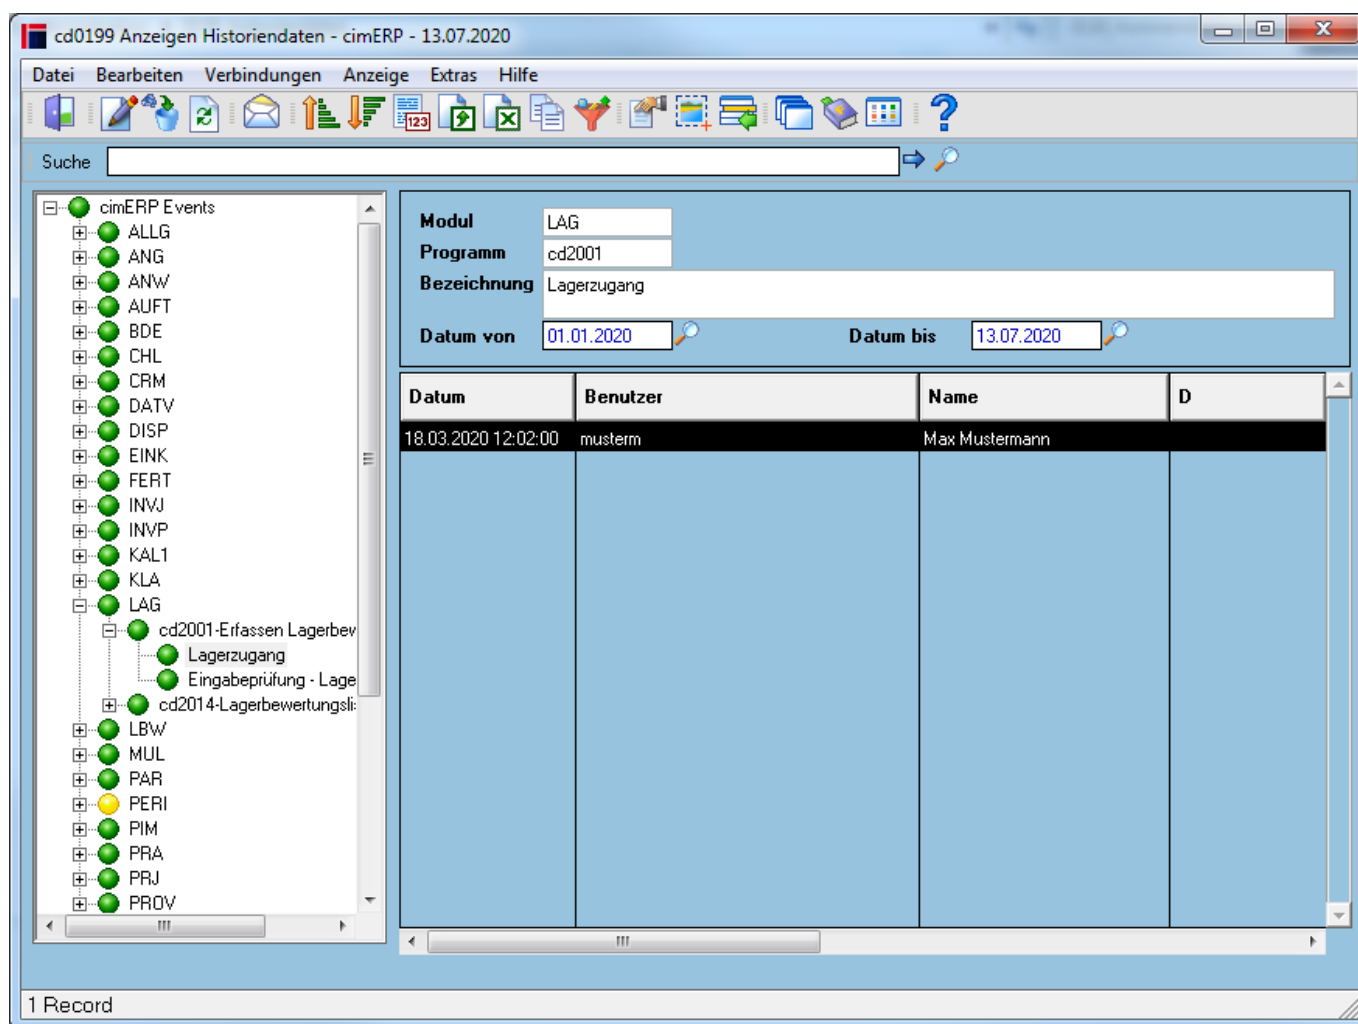 cd0199 Anzeigen Historiendaten - cimERP - 13.07.2020
Datei Bearbeiten Verbindungen Anzeige Extras Hilfe
123
Suche
cimERP Events
ALLG
ANG
ANW
AUFT
BDE
CHL
CRM
DATV
DISP
EINK
FERT
INVJ
INVP
KAL1
KLA
LAG
cd2001-Erfassen Lagerbew
Lagerzugang
Eingabeprüfung - Lage
cd2014-Lagerbewertungsli
LBW
MUL
PAR
PERI
PIM
PRA
PRJ
PROV
Modul LAG
Programm cd2001
Bezeichnung Lagerzugang
Datum von 01.01.2020 Datum bis 13.07.2020
Datum Benutzer Name D
18.03.2020 12:02:00 musterm Max Mustermann
1 Record